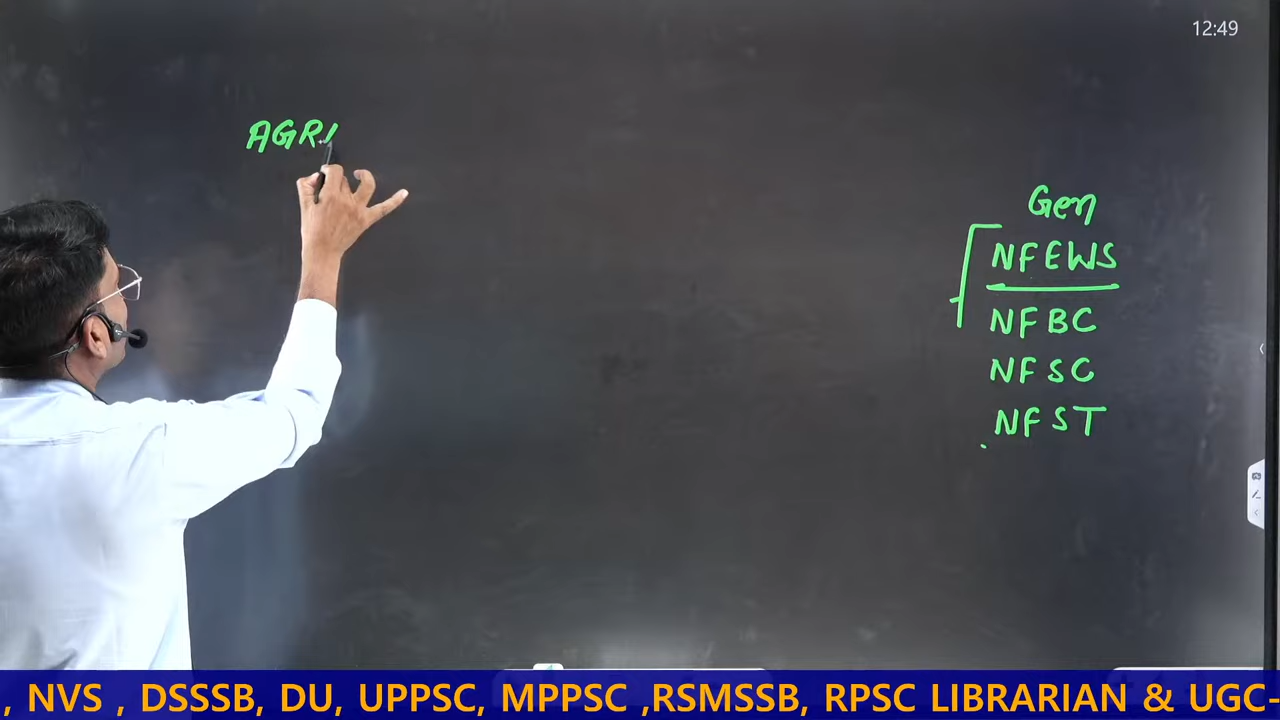 12:49
AGRI
Gen
NFEWS
NFBC
NFSC
NFST
, NVS , DSSSB, DU, UPPSC, MPPSC ,RSMSSB, RPSC LIBRARIAN & UGC-